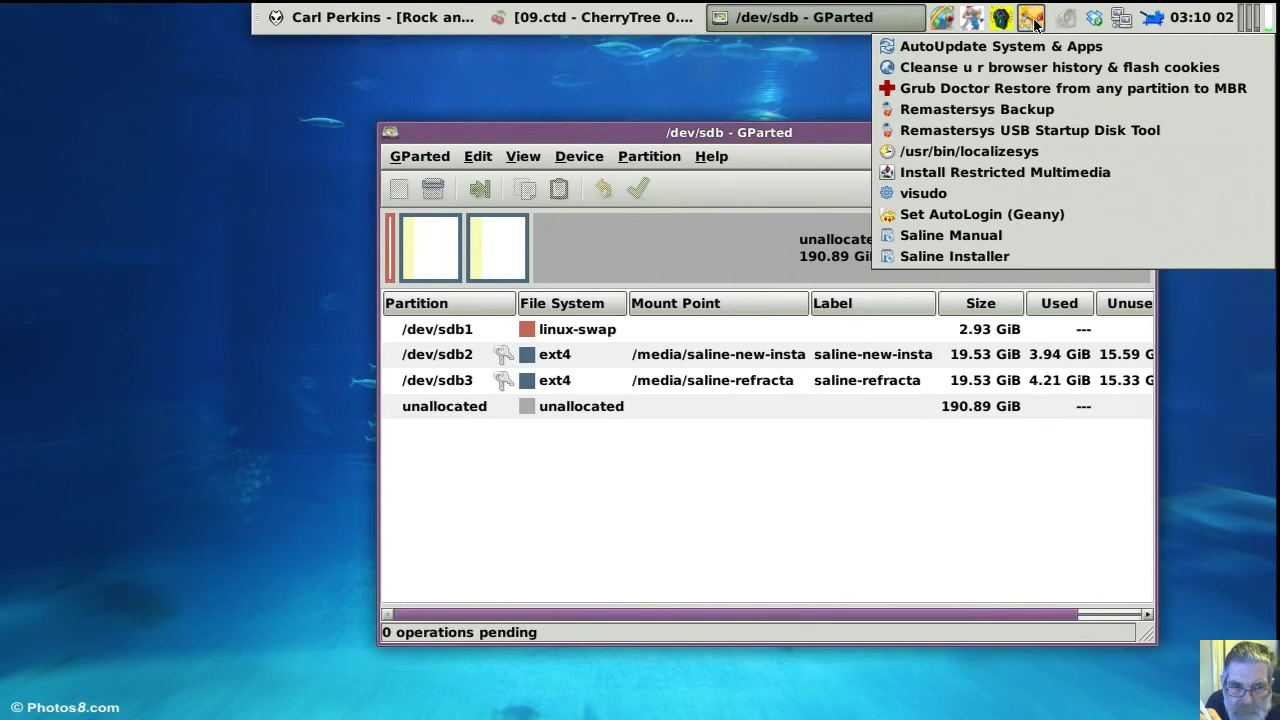 Carl Perkins - [Rock an...
[09.ctd - CherryTree 0....
/dev/sdb - GParted
03:10 02
AutoUpdate System & Apps
Cleanse u r browser history & flash cookies
Grub Doctor Restore from any partition to MBR
Remastersys Backup
Remastersys USB Startup Disk Tool
/usr/bin/localizesys
Install Restricted Multimedia
visudo
Set AutoLogin (Geany)
Saline Manual
Saline Installer
/dev/sdb - GParted
GParted Edit View Device Partition Help
unallocate
190.89 Gi
Partition File System Mount Point Label Size Used Unuse
/dev/sdb1 linux-swap 2.93 GiB ---
/dev/sdb2 ext4 /media/saline-new-insta saline-new-insta 19.53 GiB 3.94 GiB 15.59 G
/dev/sdb3 ext4 /media/saline-refracta saline-refracta 19.53 GiB 4.21 GiB 15.33 G
unallocated unallocated 190.89 GiB ---
0 operations pending
© Photos8.com